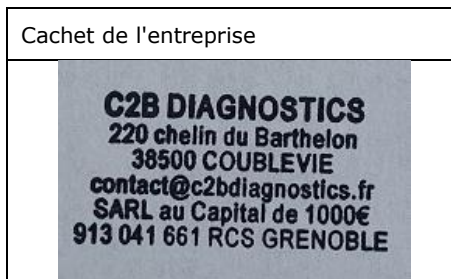 Cachet de l'entreprise
C2B DIAGNOSTICS
220 chelin du Barthelon
38500 COUBLEVIE
contact@c2bdiagnostics.fr
SARL au Capital de 1000€
913 041 661 RCS GRENOBLE